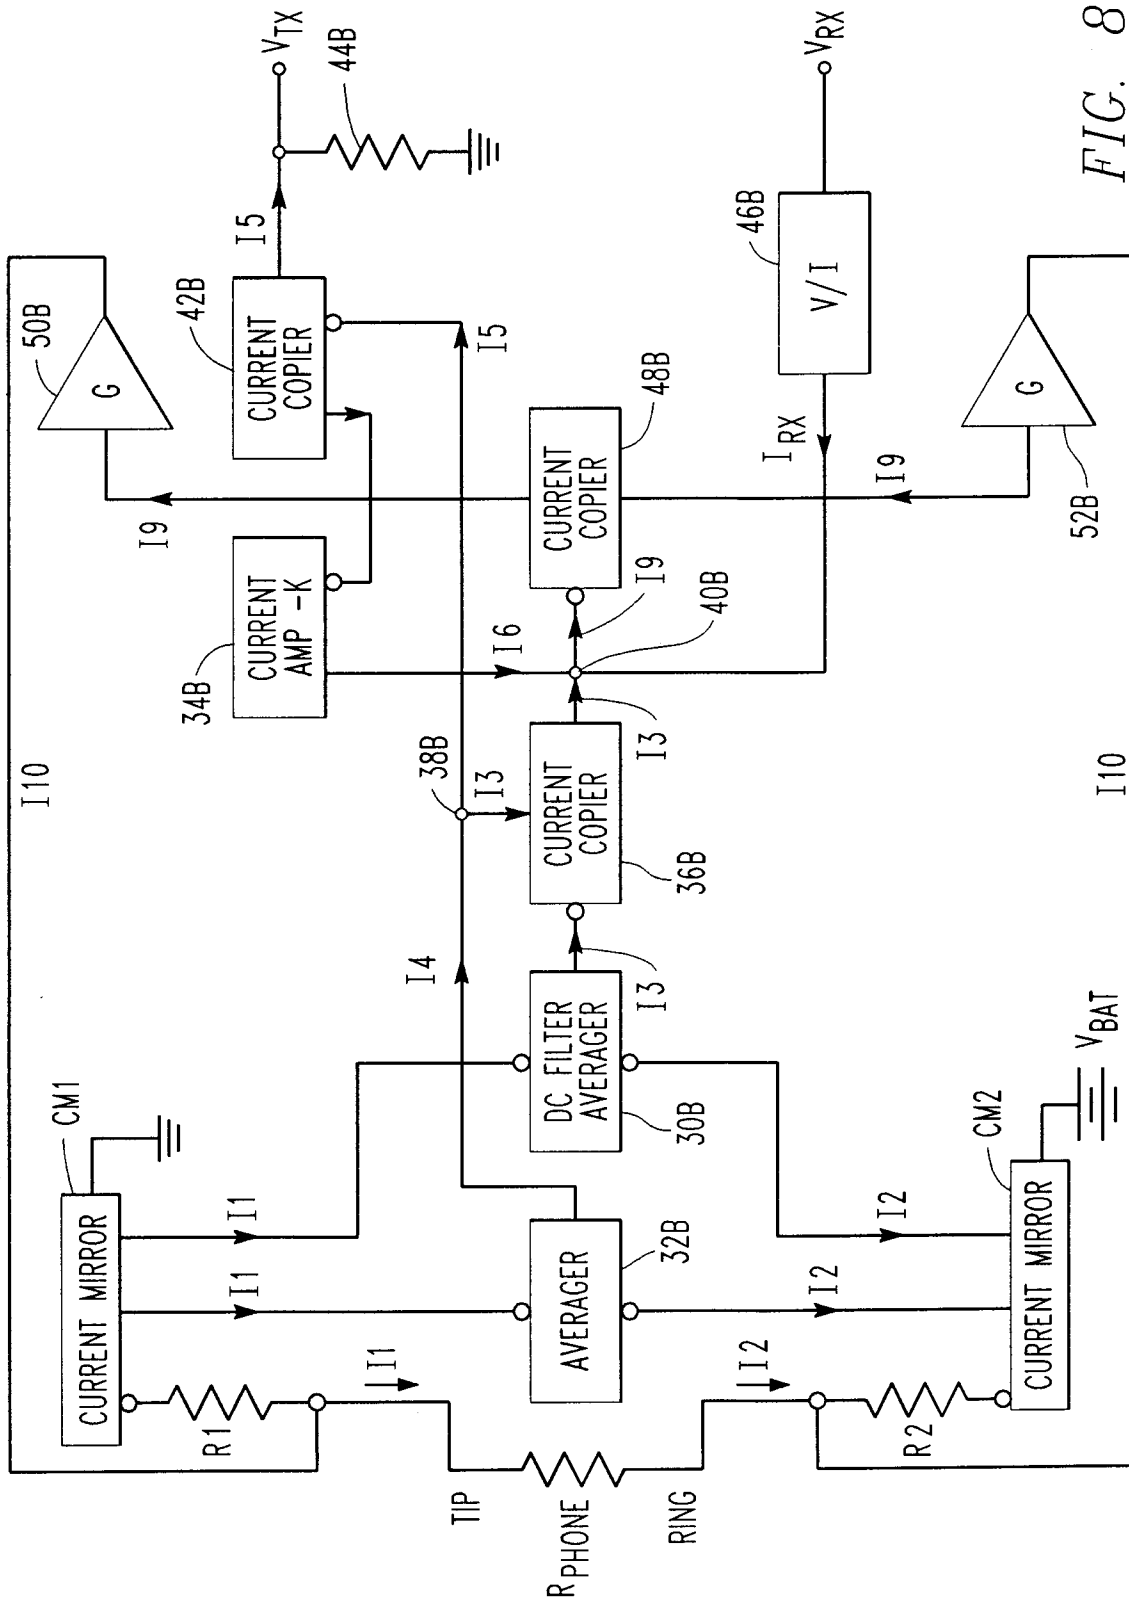 I10
50B
G
42B
CURRENT
COPIER
I5
V_TX
44B
I9
34B
CURRENT
AMP -K
I6
I5
CM1
CURRENT MIRROR
R1
I1
I1
I1
TIP
R_PHONE
RING
AVERAGER
32B
I4
38B
I3
DC FILTER
AVERAGER
30B
I3
CURRENT
COPIER
36B
I3
40B
I9
CURRENT
COPIER
48B
I_RX
46B
V/I
V_RX
I2
I2
I2
R2
CURRENT MIRROR
CM2
V_BAT
I9
G
52B
I10
FIG. 8